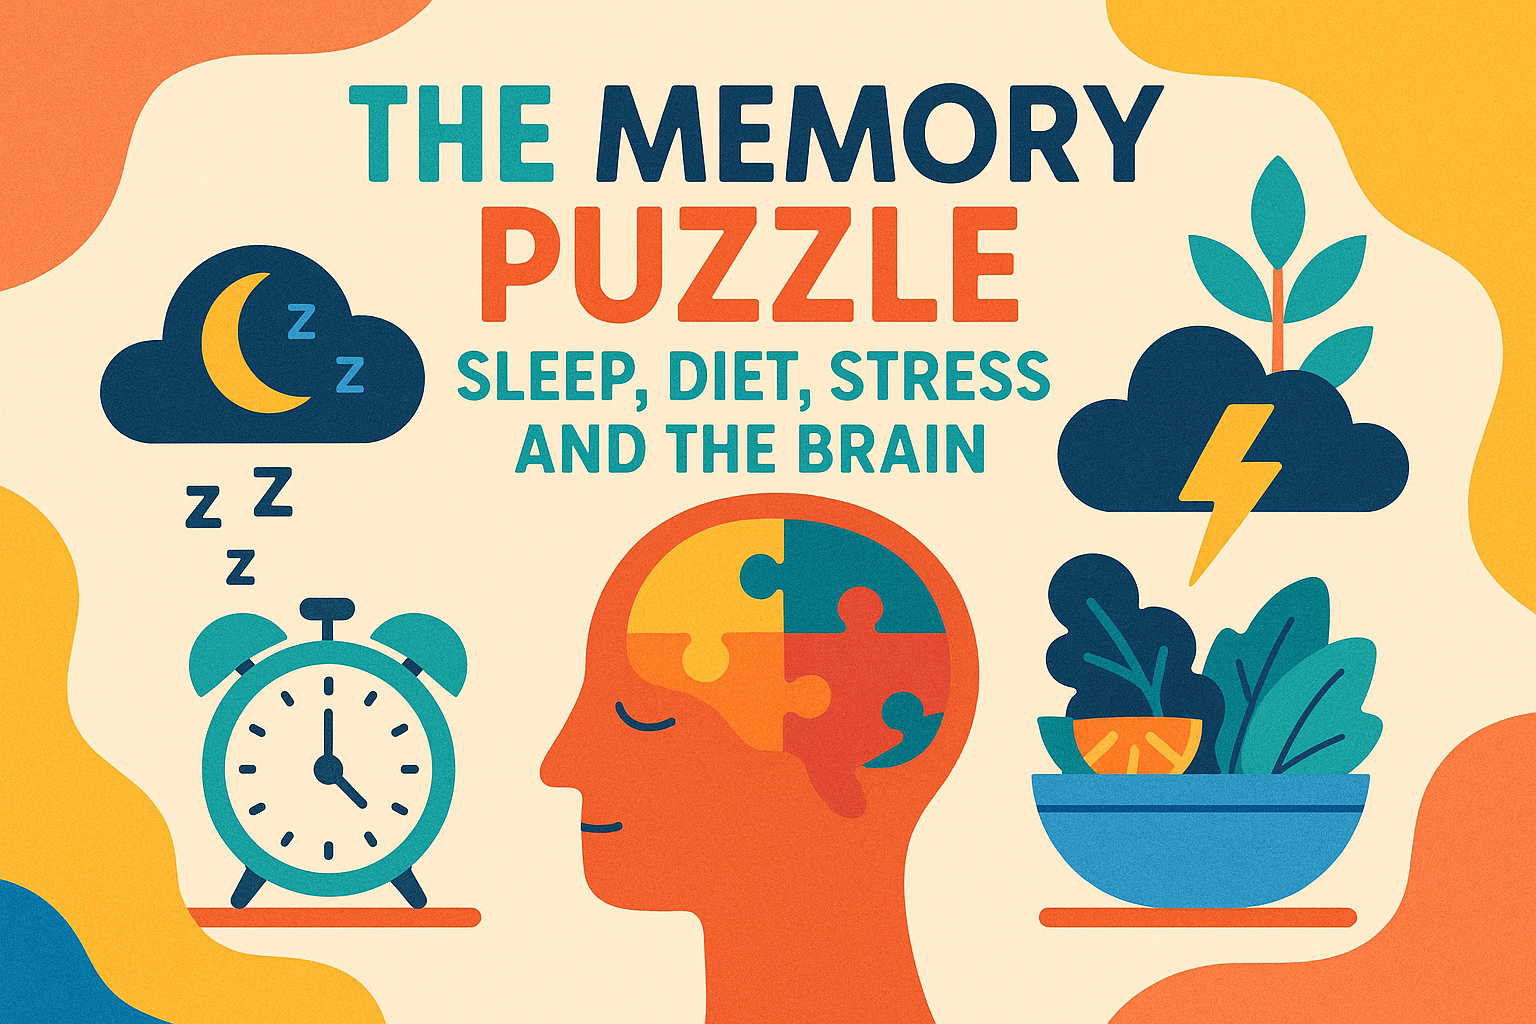 THE MEMORY
PUZZLE
SLEEP, DIET, STRESS
AND THE BRAIN
z
z
z
z
z